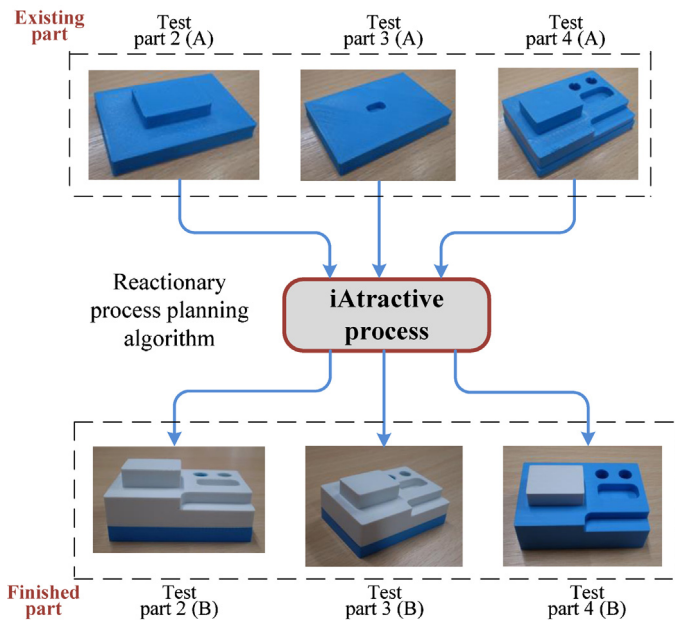 Existing
part
Test
part 2 (A)
Test
part 3 (A)
Test
part 4 (A)
Reactionary
process planning
algorithm
iAtractive
process
Finished
part
Test
part 2 (B)
Test
part 3 (B)
Test
part 4 (B)